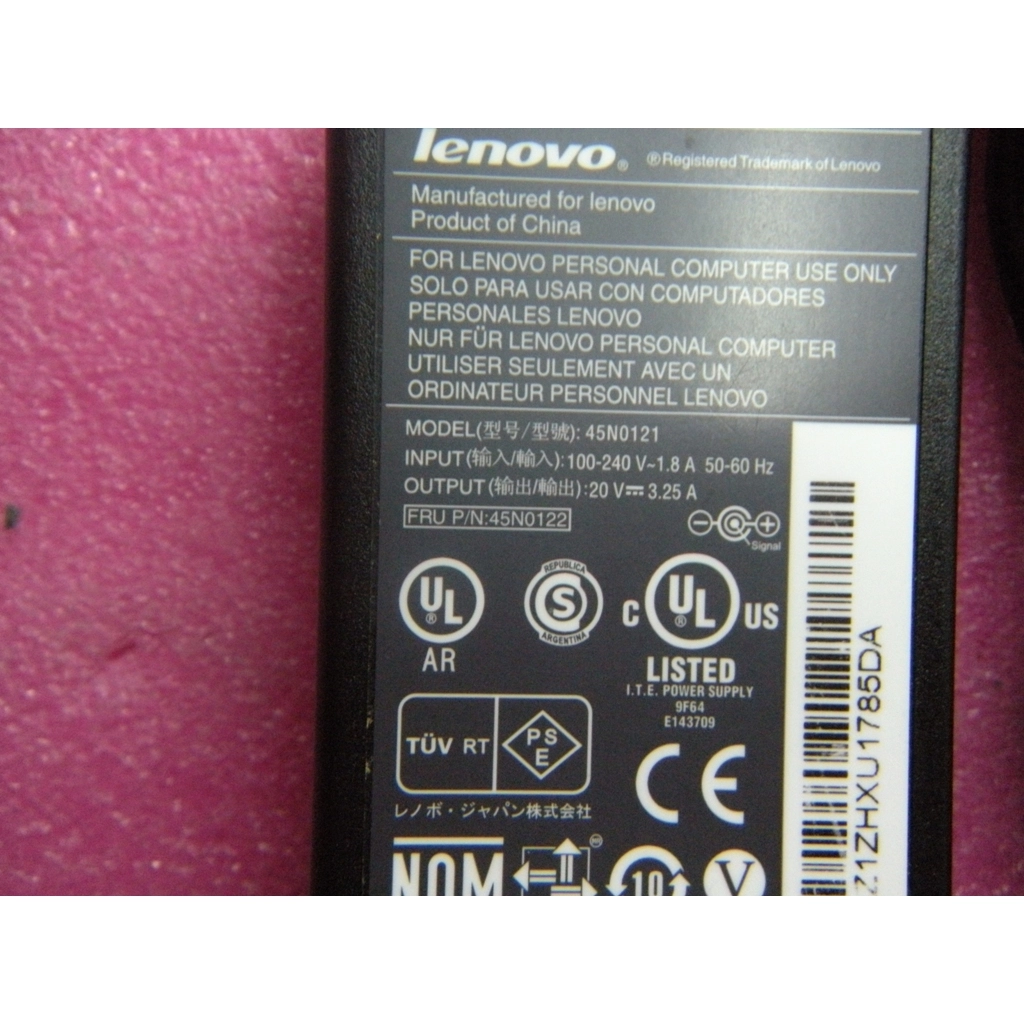 lenovo®
®Registered Trademark of Lenovo
Manufactured for lenovo
Product of China
FOR LENOVO PERSONAL COMPUTER USE ONLY
SOLO PARA USAR CON COMPUTADORES
PERSONALES LENOVO
NUR FÜR LENOVO PERSONAL COMPUTER
UTILISER SEULEMENT AVEC UN
ORDINATEUR PERSONNEL LENOVO
MODEL(型号/型號): 45N0121
INPUT(输入/輸入):100-240 V~1.8 A 50-60 Hz
OUTPUT(输出/輸出):20 V⎓3.25 A
FRU P/N:45N0122
Signal
UL®
AR
REPUBLICA
S
ARGENTINA
C UL® US
LISTED
I.T.E. POWER SUPPLY
9F64
E143709
TÜV RT
PSE
CE
レノボ・ジャパン株式会社
NOM
10
V
Z1ZHXU1785DA